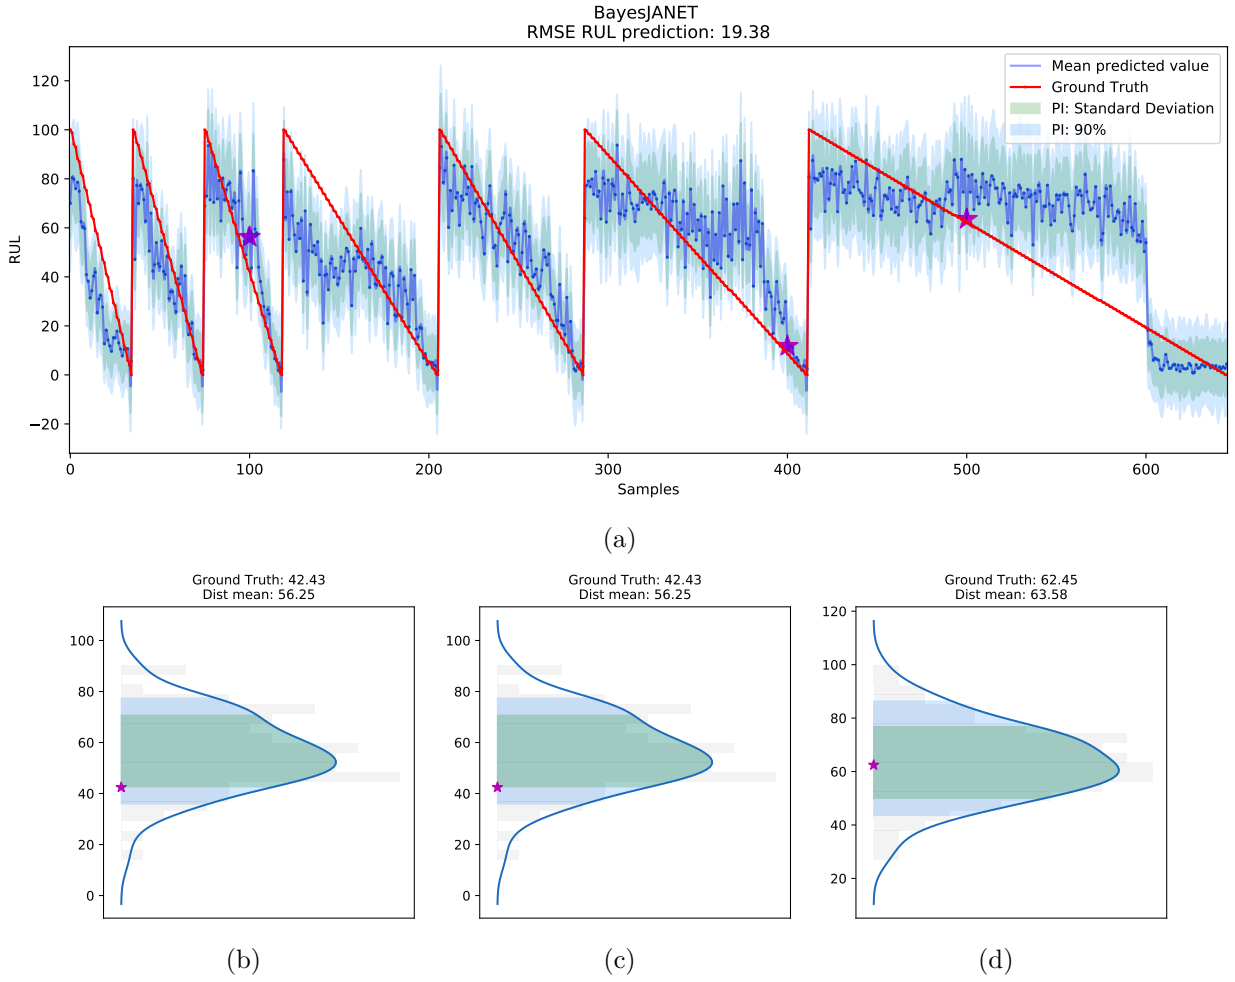 BayesJANET
RMSE RUL prediction: 19.38
Mean predicted value
Ground Truth
PI: Standard Deviation
PI: 90%
120
100
80
60
40
20
0
−20
RUL
0 100 200 300 400 500 600
Samples
(a)
Ground Truth: 42.43
Dist mean: 56.25
100
80
60
40
20
0
(b)
Ground Truth: 42.43
Dist mean: 56.25
100
80
60
40
20
0
(c)
Ground Truth: 62.45
Dist mean: 63.58
120
100
80
60
40
20
(d)